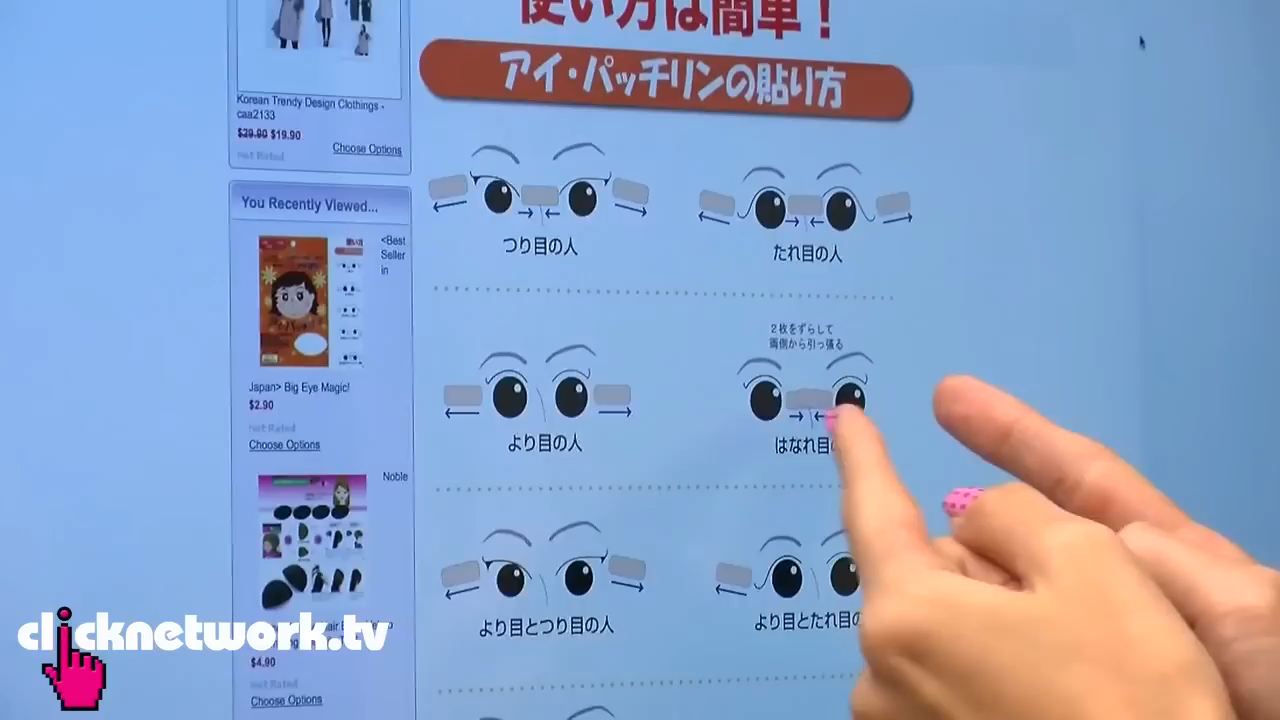 使い方は簡単!
アイ・パッチリンの貼り方
Korean Trendy Design Clothings -
caa2133
$29.90 $19.90
Choose Options
not Rated
You Recently Viewed...
<Best
Seller
in
Japan> Big Eye Magic!
$2.90
not Rated
Choose Options
Noble
$4.90
not Rated
Choose Options
つり目の人
たれ目の人
2枚をずらして
両側から引っ張る
より目の人
はなれ目
より目とつり目の人
より目とたれ目の
clicknetwork.tv